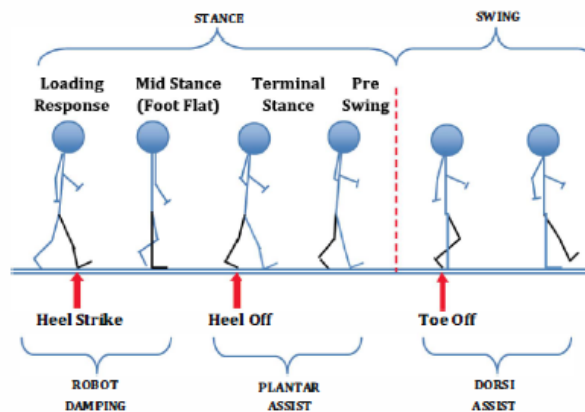 STANCE
SWING
Loading
Response
Mid Stance
(Foot Flat)
Terminal
Stance
Pre
Swing
Heel Strike
Heel Off
Toe Off
ROBOT
DAMPING
PLANTAR
ASSIST
DORSI
ASSIST